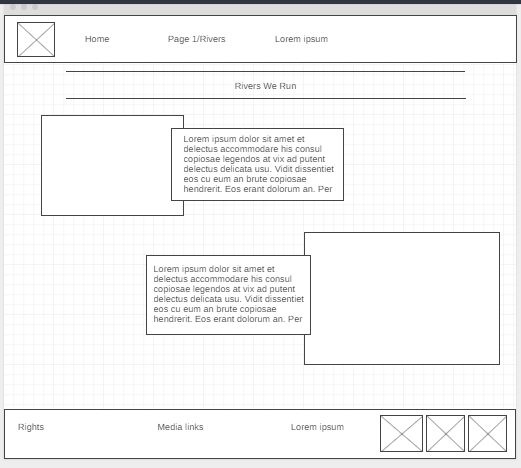 Home
Page 1/Rivers
Lorem ipsum
Rivers We Run
Lorem ipsum dolor sit amet et
delectus accommodare his consul
copiosae legendos at vix ad putent
delectus delicata usu. Vidit dissentiet
eos cu eum an brute copiosae
hendrerit. Eos erant dolorum an. Per
Lorem ipsum dolor sit amet et
delectus accommodare his consul
copiosae legendos at vix ad putent
delectus delicata usu. Vidit dissentiet
eos cu eum an brute copiosae
hendrerit. Eos erant dolorum an. Per
Rights
Media links
Lorem ipsum